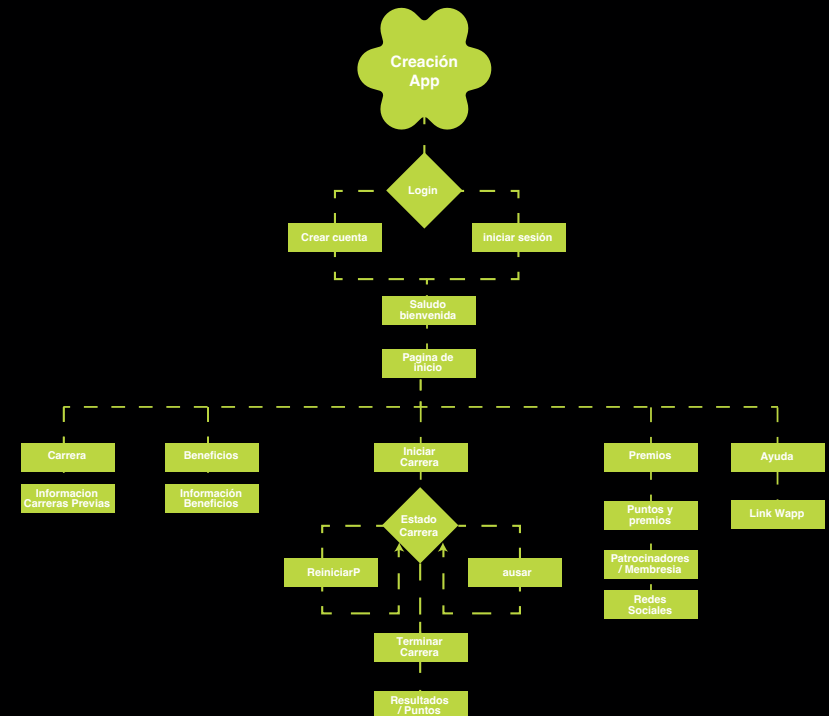 Creación
App
Login
Crear cuenta
iniciar sesión
Saludo
bienvenida
Pagina de
inicio
Carrera
Beneficios
Iniciar
Carrera
Premios
Ayuda
Informacion
Carreras Previas
Información
Beneficios
Estado
Carrera
Puntos y
premios
Link Wapp
ReiniciarP
ausar
Patrocinadores
/ Membresia
Redes
Sociales
Terminar
Carrera
Resultados
/ Puntos